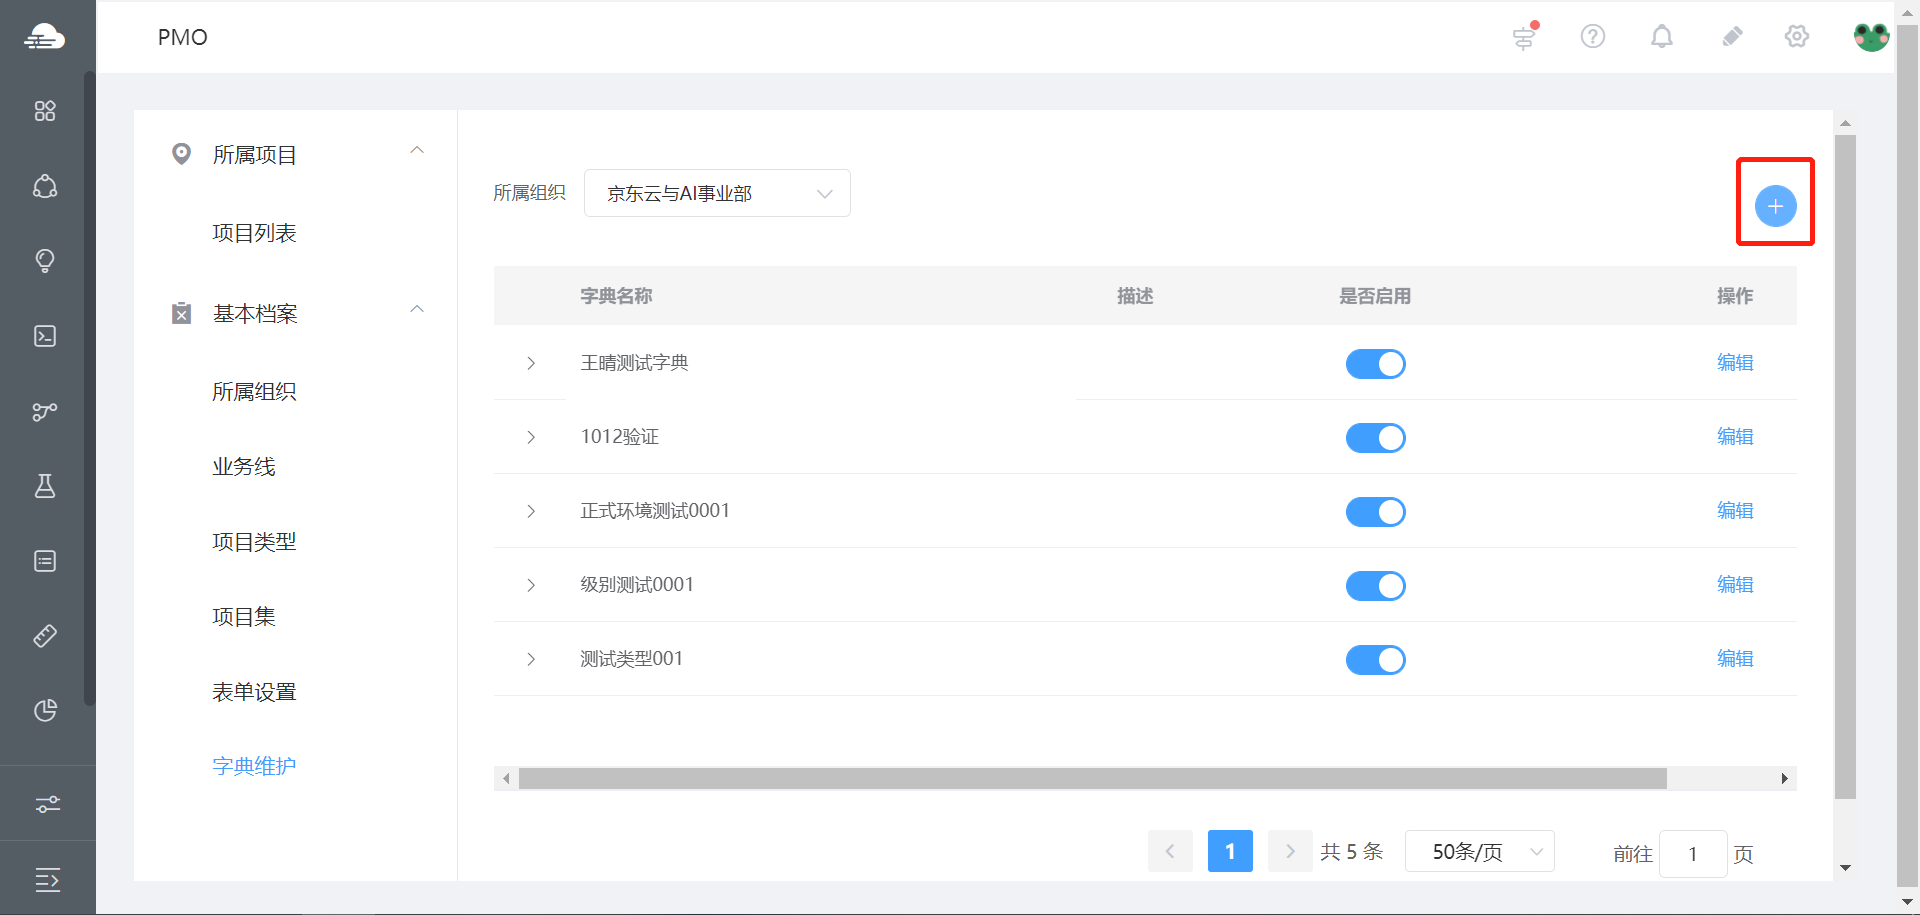 PMO
所属项目
项目列表
基本档案
所属组织
业务线
项目类型
项目集
表单设置
字典维护
所属组织 京东云与AI事业部
字典名称 描述 是否启用 操作
王晴测试字典 编辑
1012验证 编辑
正式环境测试0001 编辑
级别测试0001 编辑
测试类型001 编辑
1 共 5 条 50条/页 前往 1 页